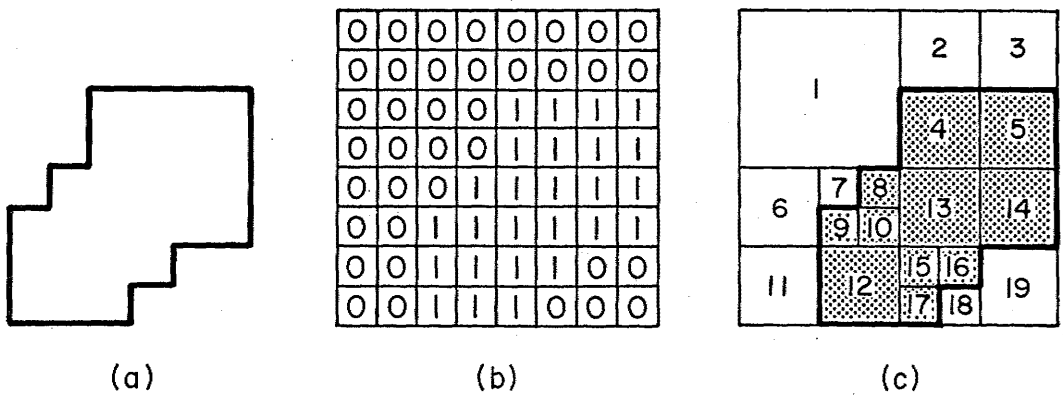 0 0 0 0 0 0 0 0
0 0 0 0 0 0 0 0
0 0 0 0 1 1 1 1
0 0 0 0 1 1 1 1
0 0 0 1 1 1 1 1
0 0 1 1 1 1 1 1
0 0 1 1 1 1 0 0
0 0 1 1 1 0 0 0
1 2 3
4 5
6 7 8 13 14
9 10
11 12 15 16 19
17 18
(a) (b) (c)